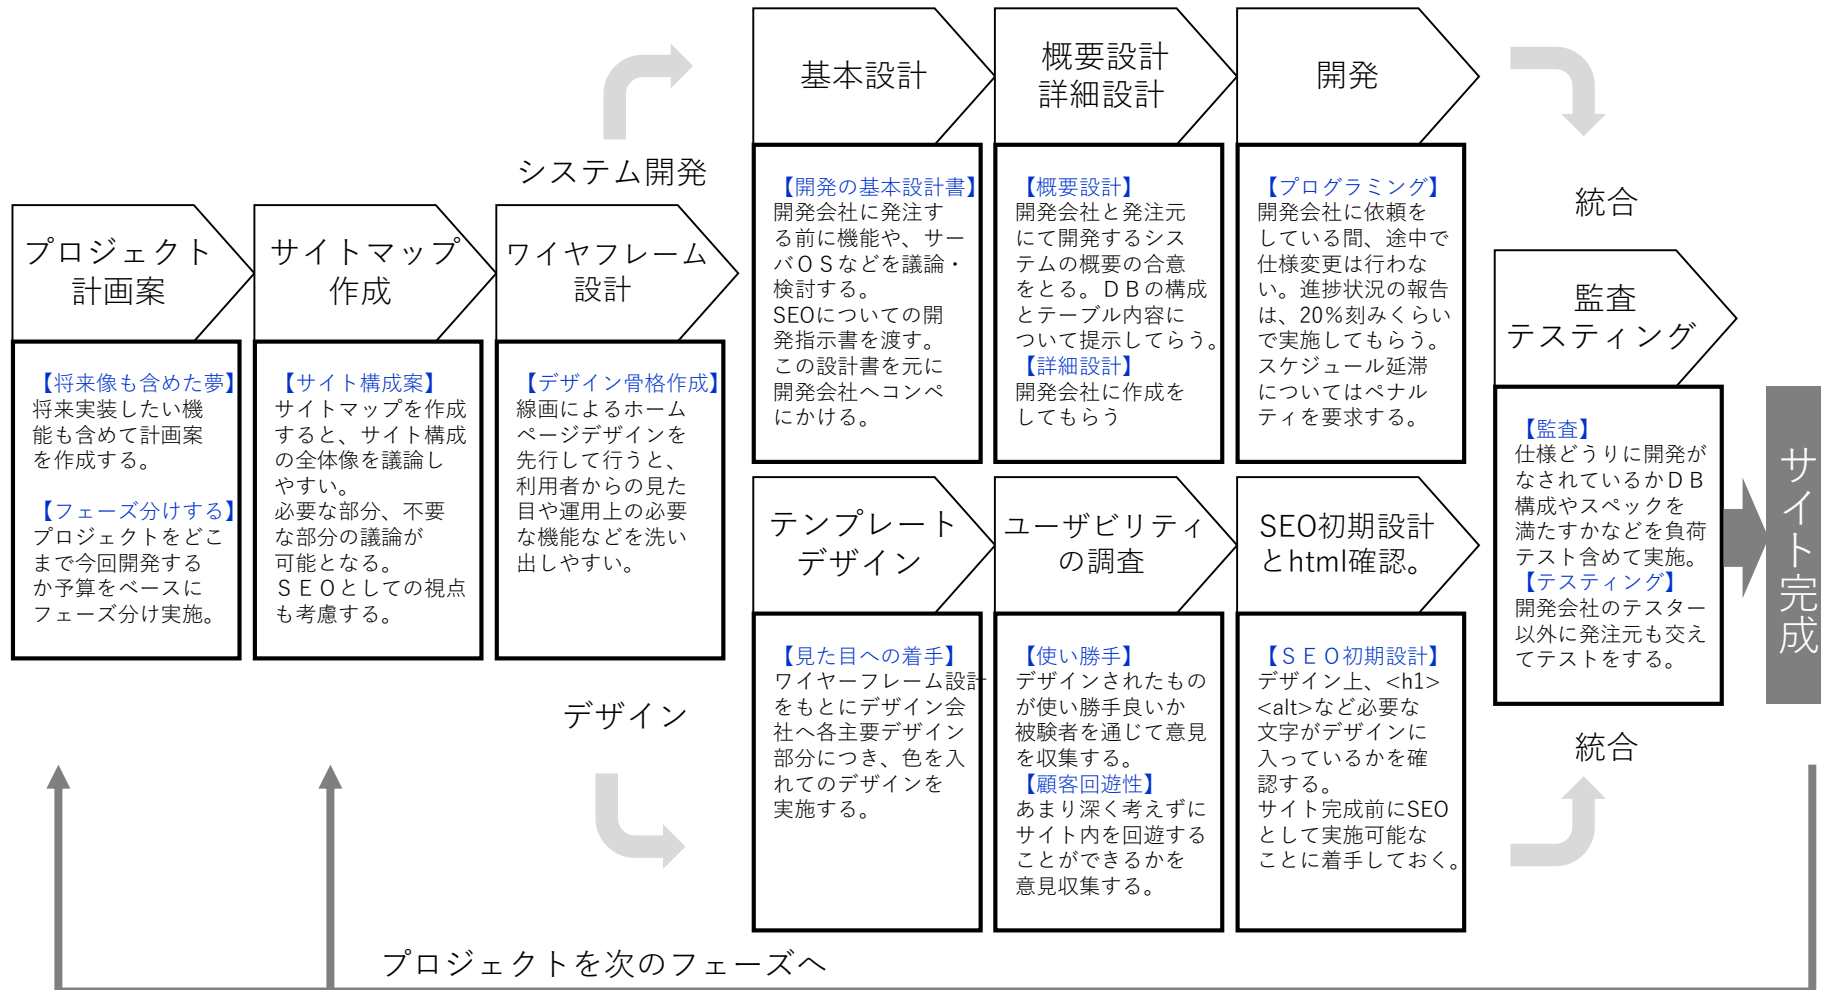 プロジェクト
計画案
【将来像も含めた夢】
将来実装したい機
能も含めて計画案
を作成する。
【フェーズ分けする】
プロジェクトをどこ
まで今回開発する
か予算をベースに
フェーズ分け実施。
サイトマップ
作成
【サイト構成案】
サイトマップを作成
すると、サイト構成
の全体像を議論し
やすい。
必要な部分、不要
な部分の議論が
可能となる。
ＳＥＯとしての視点
も考慮する。
ワイヤフレーム
設計
【デザイン骨格作成】
線画によるホーム
ページデザインを
先行して行うと、
利用者からの見た
目や運用上の必要
な機能などを洗い
出しやすい。
システム開発
基本設計
【開発の基本設計書】
開発会社に発注す
る前に機能や、サー
バＯＳなどを議論・
検討する。
SEOについての開
発指示書を渡す。
この設計書を元に
開発会社へコンペ
にかける。
概要設計
詳細設計
【概要設計】
開発会社と発注元
にて開発するシス
テムの概要の合意
をとる。ＤＢの構成
とテーブル内容に
ついて提示してらう。
【詳細設計】
開発会社に作成を
してもらう
開発
【プログラミング】
開発会社に依頼を
している間、途中で
仕様変更は行わな
い。進捗状況の報告
は、20%刻みくらい
で実施してもらう。
スケジュール延滞
についてはペナル
ティを要求する。
統合
デザイン
テンプレート
デザイン
【見た目への着手】
ワイヤーフレーム設計
をもとにデザイン会
社へ各主要デザイン
部分につき、色を入
れてのデザインを
実施する。
ユーザビリティ
の調査
【使い勝手】
デザインされたもの
が使い勝手良いか
被験者を通じて意見
を収集する。
【顧客回遊性】
あまり深く考えずに
サイト内を回遊する
ことができるかを
意見収集する。
SEO初期設計
とhtml確認。
【ＳＥＯ初期設計】
デザイン上、<h1>
<alt>など必要な
文字がデザインに
入っているかを確
認する。
サイト完成前にSEO
として実施可能な
ことに着手しておく。
統合
監査
テスティング
【監査】
仕様どうりに開発が
なされているかＤＢ
構成やスペックを
満たすかなどを負荷
テスト含めて実施。
【テスティング】
開発会社のテスター
以外に発注元も交え
てテストをする。
サイト完成
プロジェクトを次のフェーズへ